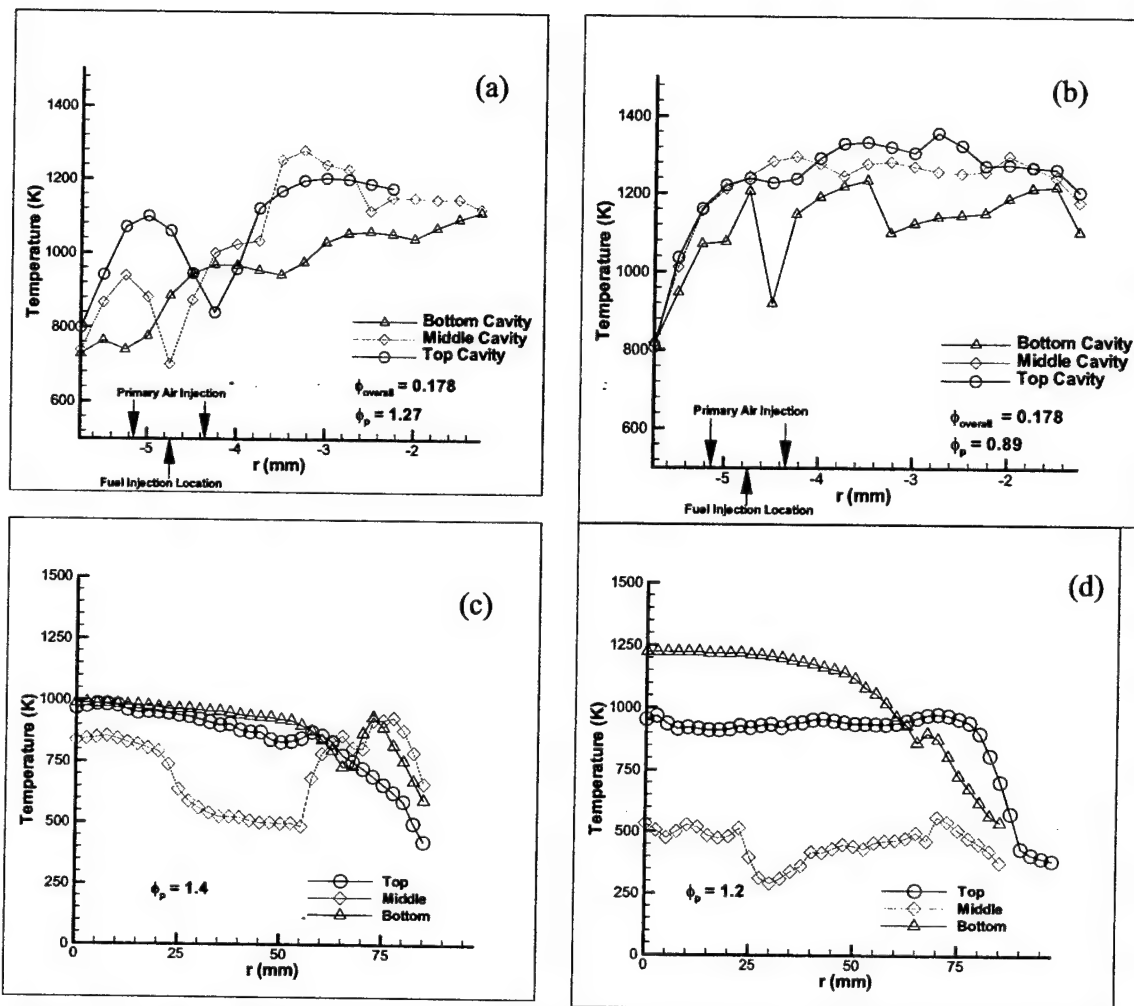 (a)
1400
1200
1000
800
600
Temperature (K)
Bottom Cavity
Middle Cavity
Top Cavity
Primary Air Injection
ϕoverall = 0.178
ϕp = 1.27
-5 -4 -3 -2
r (mm)
Fuel Injection Location
(b)
1400
1200
1000
800
600
Temperature (K)
Bottom Cavity
Middle Cavity
Top Cavity
Primary Air Injection
ϕoverall = 0.178
ϕp = 0.89
-5 -4 -3 -2
r (mm)
Fuel Injection Location
(c)
1500
1250
1000
750
500
250
0
Temperature (K)
ϕp = 1.4
Top
Middle
Bottom
0 25 50 75
r (mm)
(d)
1500
1250
1000
750
500
250
0
Temperature (K)
ϕp = 1.2
Top
Middle
Bottom
0 25 50 75
r (mm)